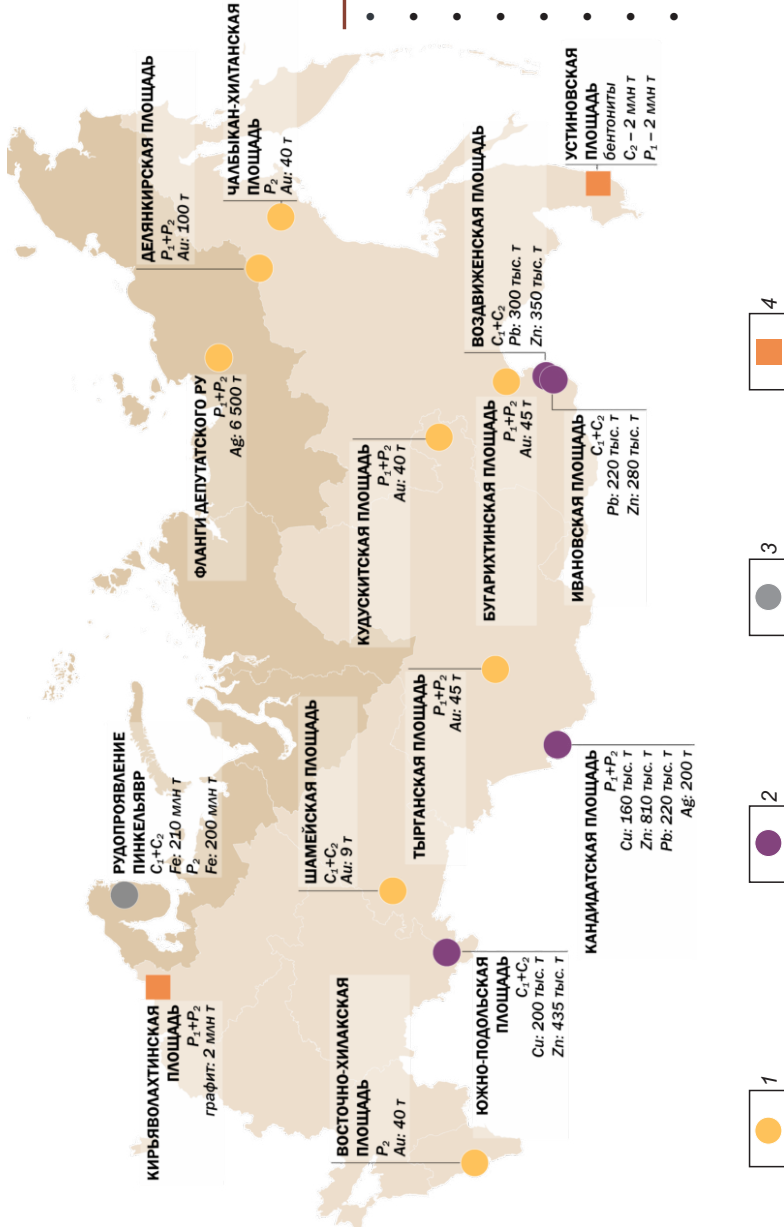 КИРЬЯВОЛАХТИНСКАЯ
ПЛОЩАДЬ
P₁+P₂
графит: 2 млн т
РУДОПРОЯВЛЕНИЕ
ПИНКЕЛЬЯВР
C₁+C₂
Fe: 210 млн т
P₂
Fe: 200 млн т
ФЛАНГИ ДЕПУТАТСКОГО РУ
P₁+P₂
Ag: 6 500 т
ДЕЛЯНКИРСКАЯ ПЛОЩАДЬ
P₁+P₂
Au: 100 т
ЧАЛБЫКАН-ХИЛТАНСКАЯ
ПЛОЩАДЬ
P₂
Au: 40 т
ВОСТОЧНО-ХИЛАКСКАЯ
ПЛОЩАДЬ
P₂
Au: 40 т
ШАМЕЙСКАЯ ПЛОЩАДЬ
C₁+C₂
Au: 9 т
КУДУСКИТСКАЯ ПЛОЩАДЬ
P₁+P₂
Au: 40 т
ТЫРГАНСКАЯ ПЛОЩАДЬ
P₁+P₂
Au: 45 т
ВОЗДВИЖЕНСКАЯ ПЛОЩАДЬ
C₁+C₂
Pb: 300 тыс. т
Zn: 350 тыс. т
БУГАРИХТИНСКАЯ ПЛОЩАДЬ
P₁+P₂
Au: 45 т
УСТИНОВСКАЯ
ПЛОЩАДЬ
бентониты
C₂ – 2 млн т
P₁ – 2 млн т
ЮЖНО-ПОДОЛЬСКАЯ
ПЛОЩАДЬ
C₁+C₂
Cu: 200 тыс. т
Zn: 435 тыс. т
КАНДИДАТСКАЯ ПЛОЩАДЬ
P₁+P₂
Cu: 160 тыс. т
Zn: 810 тыс. т
Pb: 220 тыс. т
Ag: 200 т
ИВАНОВСКАЯ ПЛОЩАДЬ
C₁+C₂
Pb: 220 тыс. т
Zn: 280 тыс. т
1
2
3
4